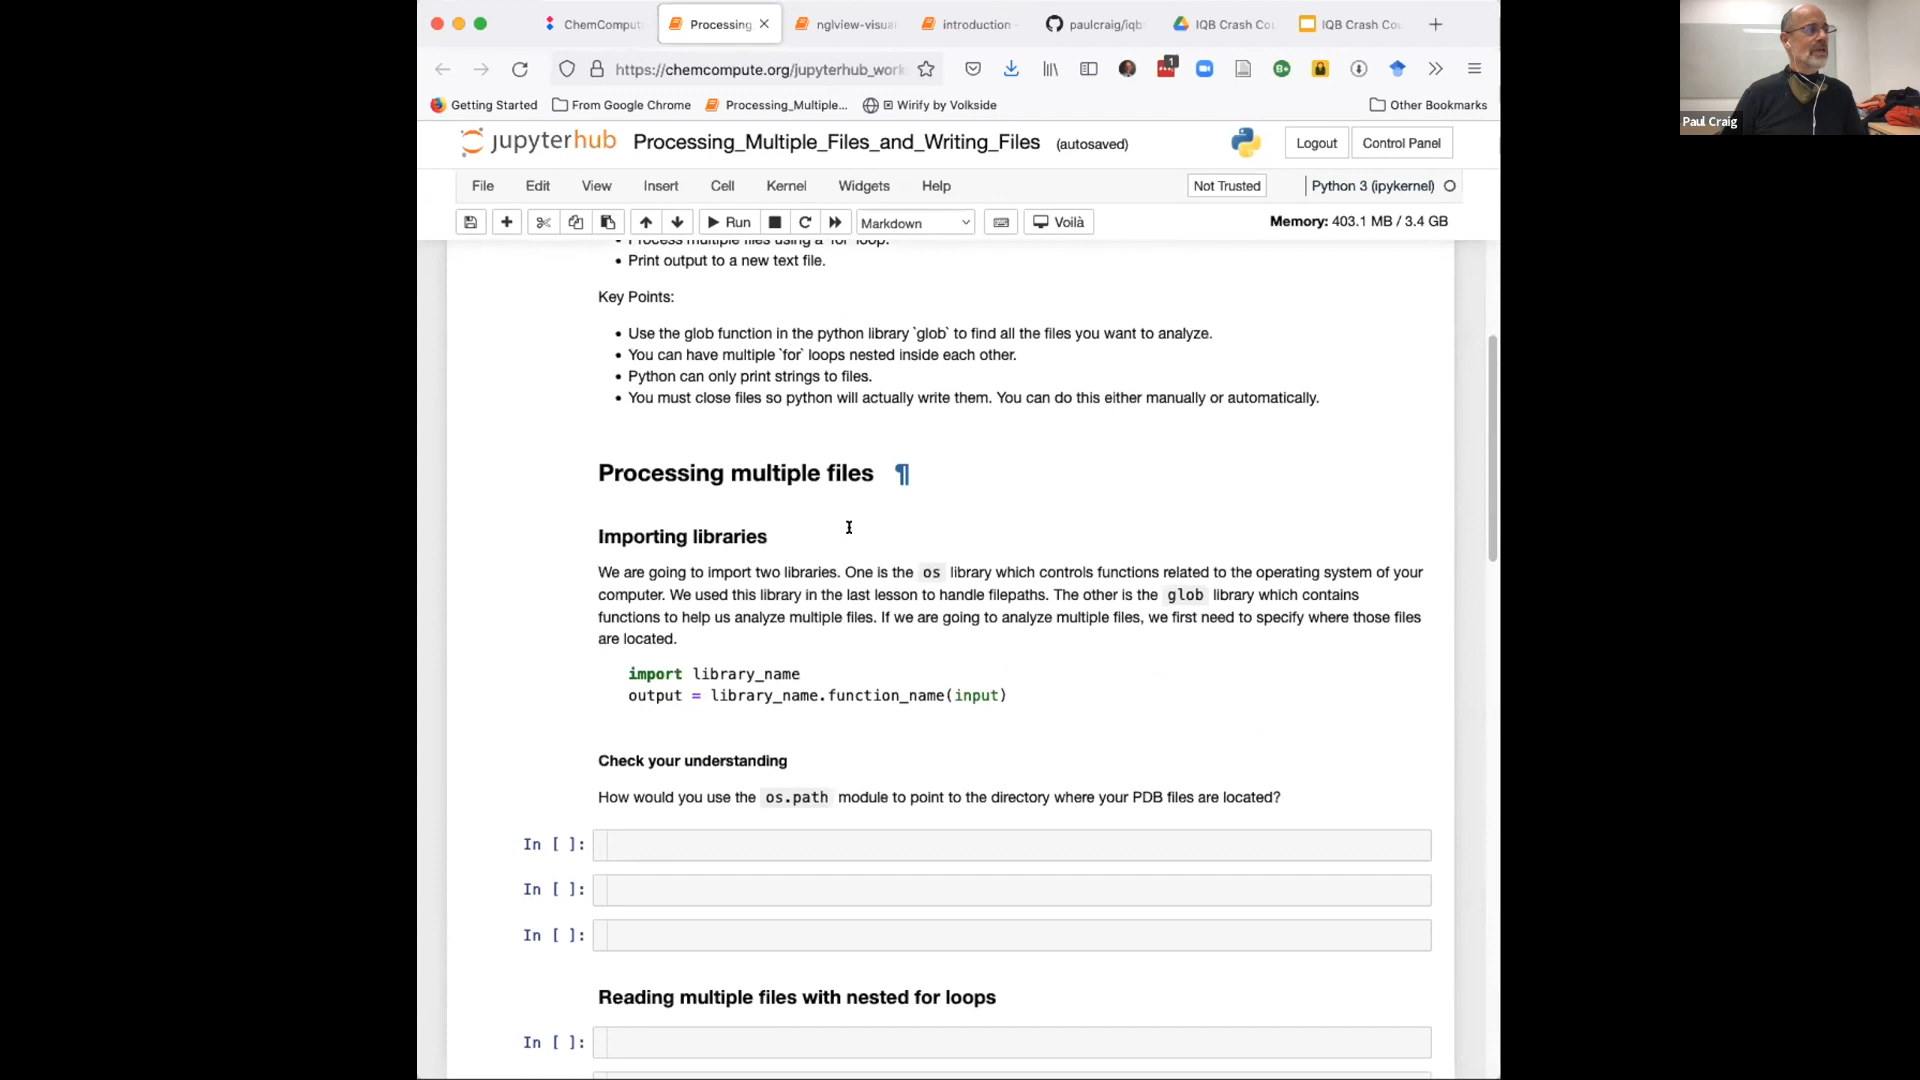 ChemComput
Processing
nglview-visua
introduction
paulcraig/iqb
IQB Crash Co
IQB Crash Co
https://chemcompute.org/jupyterhub_work
1
Getting Started
From Google Chrome
Processing_Multiple...
Wirify by Volkside
Other Bookmarks
jupyterhub
Processing_Multiple_Files_and_Writing_Files (autosaved)
Logout
Control Panel
File Edit View Insert Cell Kernel Widgets Help
Not Trusted
Python 3 (ipykernel)
Run
Markdown
Voilà
Memory: 403.1 MB / 3.4 GB
Process multiple files using a `for` loop.
Print output to a new text file.
Key Points:
Use the glob function in the python library `glob` to find all the files you want to analyze.
You can have multiple `for` loops nested inside each other.
Python can only print strings to files.
You must close files so python will actually write them. You can do this either manually or automatically.
Processing multiple files ¶
Importing libraries
We are going to import two libraries. One is the os library which controls functions related to the operating system of your
computer. We used this library in the last lesson to handle filepaths. The other is the glob library which contains
functions to help us analyze multiple files. If we are going to analyze multiple files, we first need to specify where those files
are located.
import library_name
output = library_name.function_name(input)
Check your understanding
How would you use the os.path module to point to the directory where your PDB files are located?
In [ ]:
In [ ]:
In [ ]:
Reading multiple files with nested for loops
In [ ]:
Paul Craig